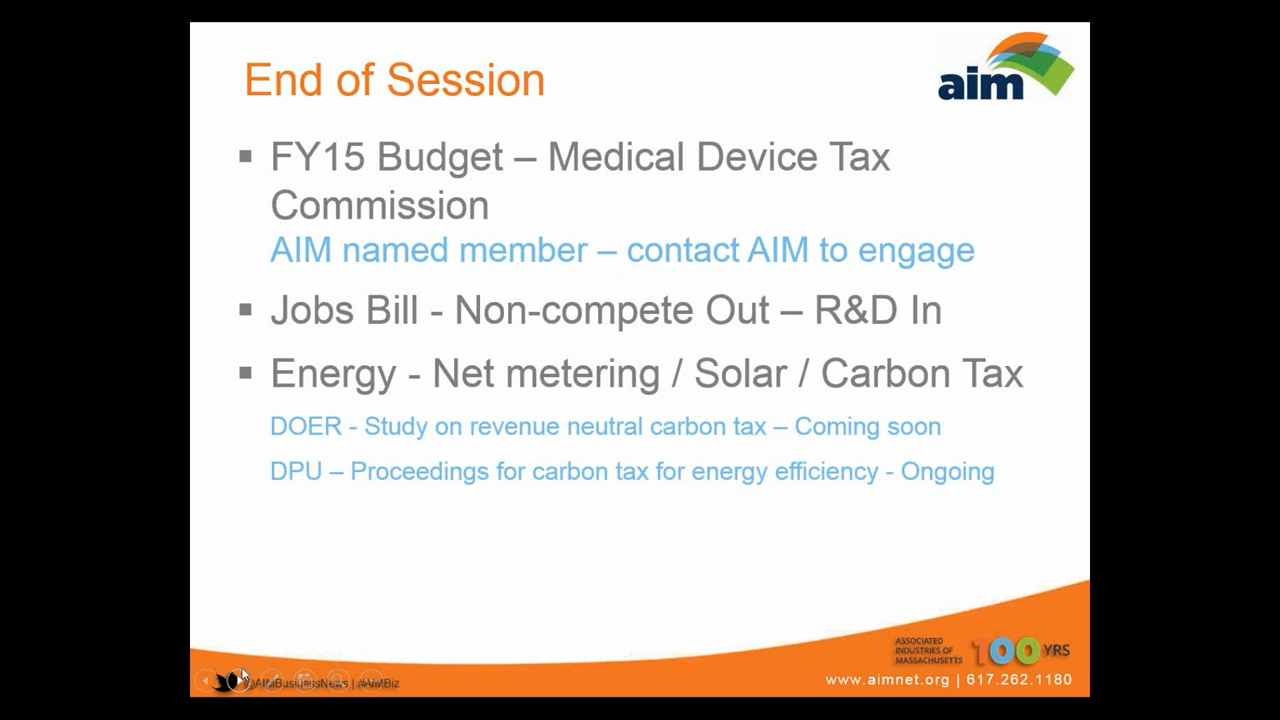 End of Session
aim
▪ FY15 Budget – Medical Device Tax
Commission
AIM named member – contact AIM to engage
▪ Jobs Bill - Non-compete Out – R&D In
▪ Energy - Net metering / Solar / Carbon Tax
DOER - Study on revenue neutral carbon tax – Coming soon
DPU – Proceedings for carbon tax for energy efficiency - Ongoing
ASSOCIATED
INDUSTRIES OF
MASSACHUSETTS
100 YRS
@AIMBusinessNews | #AIMBiz
www.aimnet.org | 617.262.1180